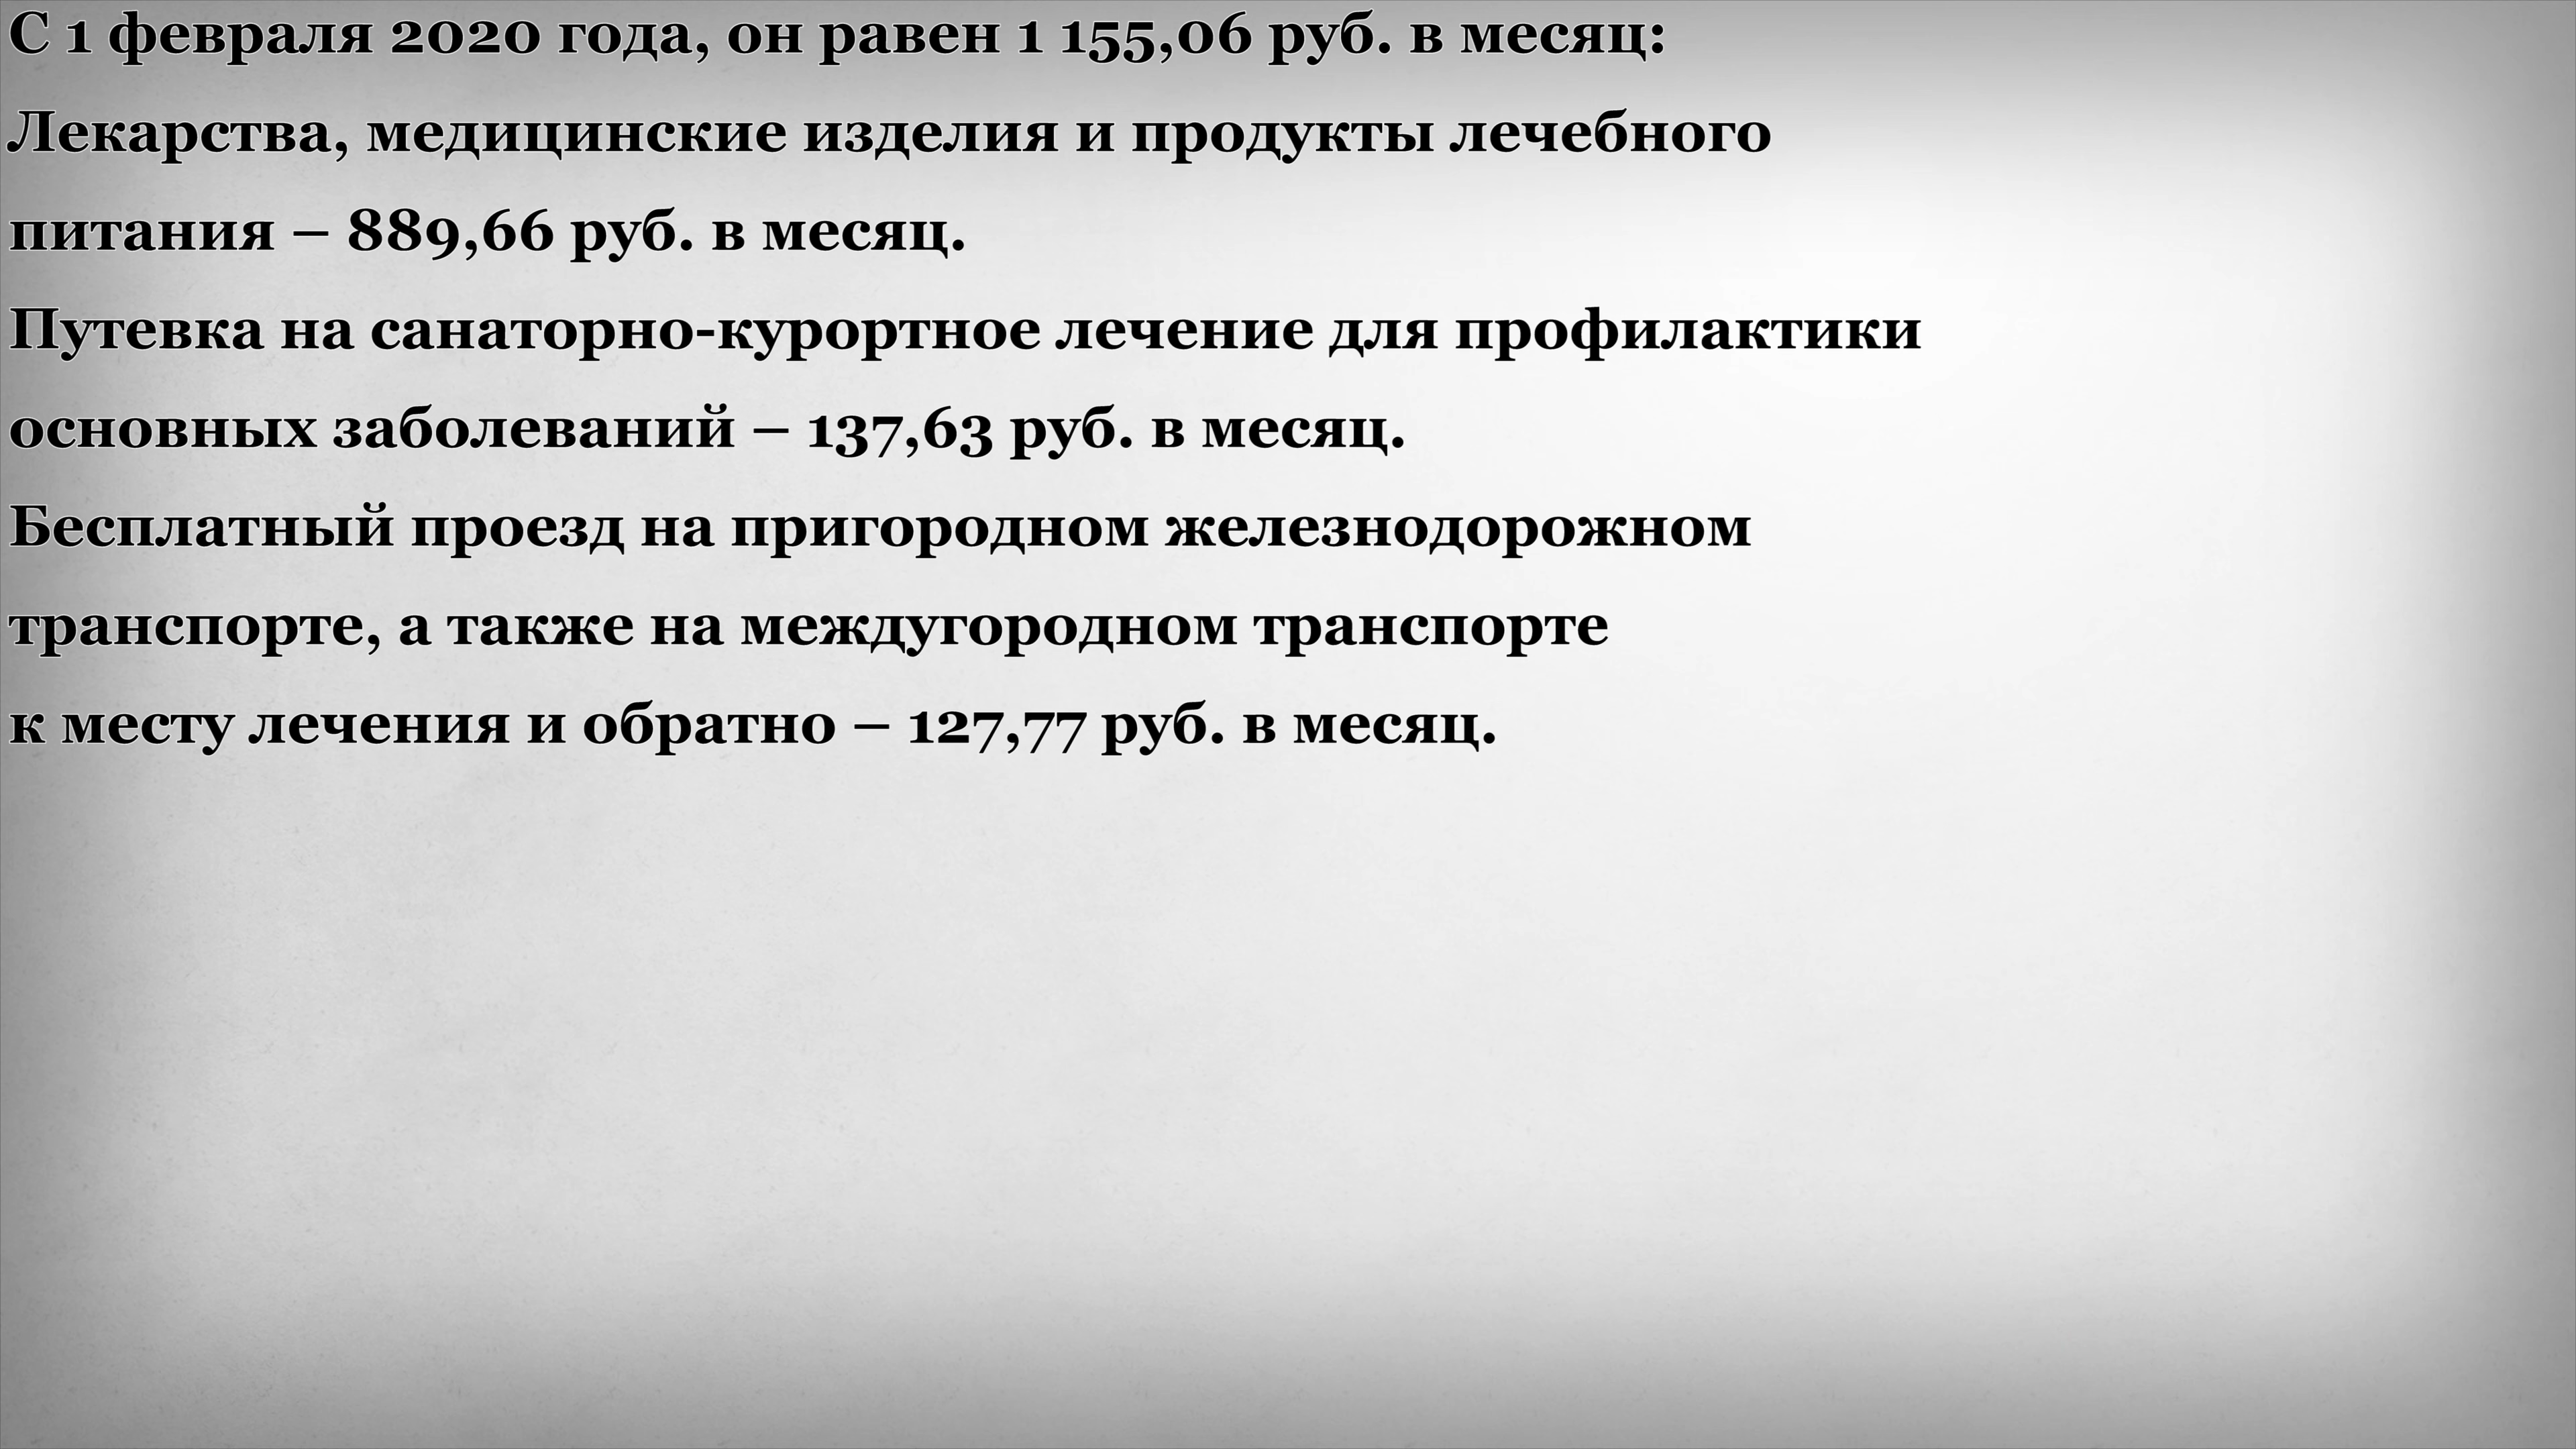 С 1 февраля 2020 года, он равен 1 155,06 руб. в месяц:
Лекарства, медицинские изделия и продукты лечебного
питания – 889,66 руб. в месяц.
Путевка на санаторно-курортное лечение для профилактики
основных заболеваний – 137,63 руб. в месяц.
Бесплатный проезд на пригородном железнодорожном
транспорте, а также на междугородном транспорте
к месту лечения и обратно – 127,77 руб. в месяц.